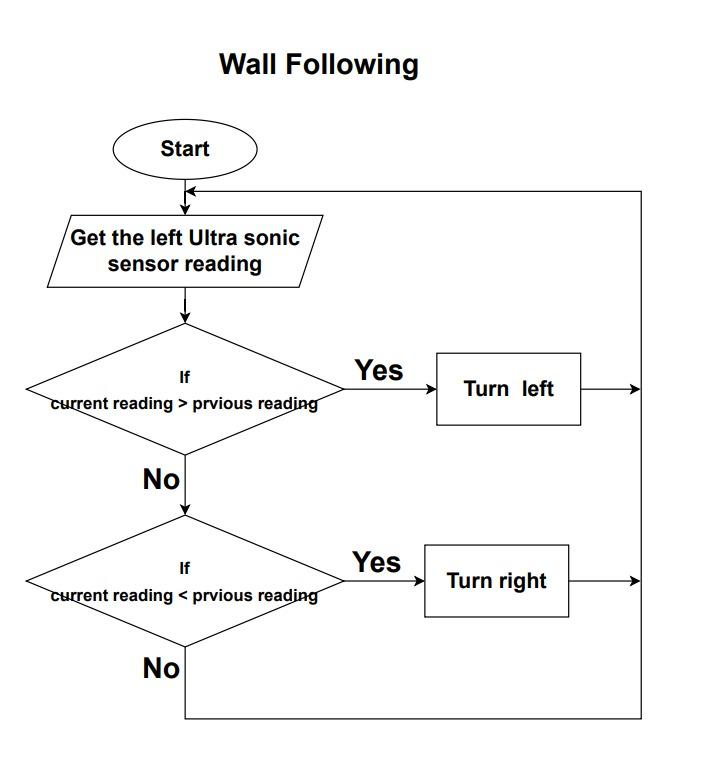 Wall Following
Start
Get the left Ultra sonic
sensor reading
If
current reading > prvious reading
Yes
Turn left
No
If
current reading < prvious reading
Yes
Turn right
No